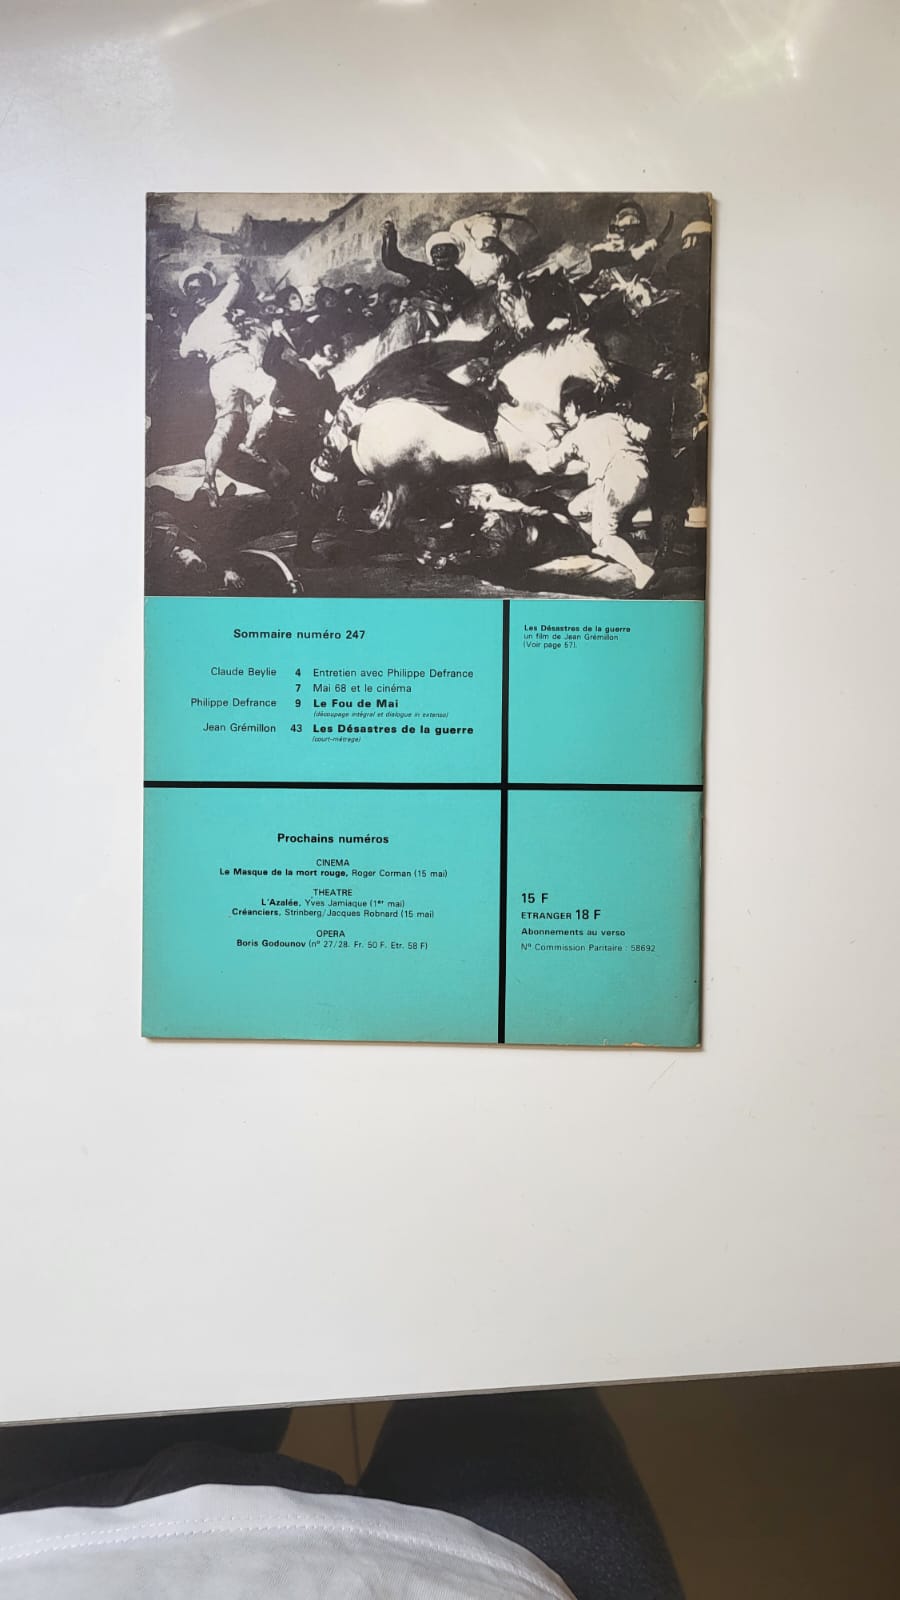 Sommaire numéro 247
Claude Beylie 4 Entretien avec Philippe Defrance
7 Mai 68 et le cinéma
Philippe Defrance 9 Le Fou de Mai
(découpage intégral et dialogue in extenso)
Jean Grémillon 43 Les Désastres de la guerre
(court-métrage)
Les Désastres de la guerre
un film de Jean Grémillon
(Voir page 57).
Prochains numéros
CINEMA
Le Masque de la mort rouge, Roger Corman (15 mai)
THEATRE
L'Azalée, Yves Jamiaque (1er mai)
Créanciers, Strinberg/Jacques Robnard (15 mai)
OPERA
Boris Godounov (nº 27/28. Fr. 50 F. Etr. 58 F)
15 F
ETRANGER 18 F
Abonnements au verso
Nº Commission Paritaire : 58692